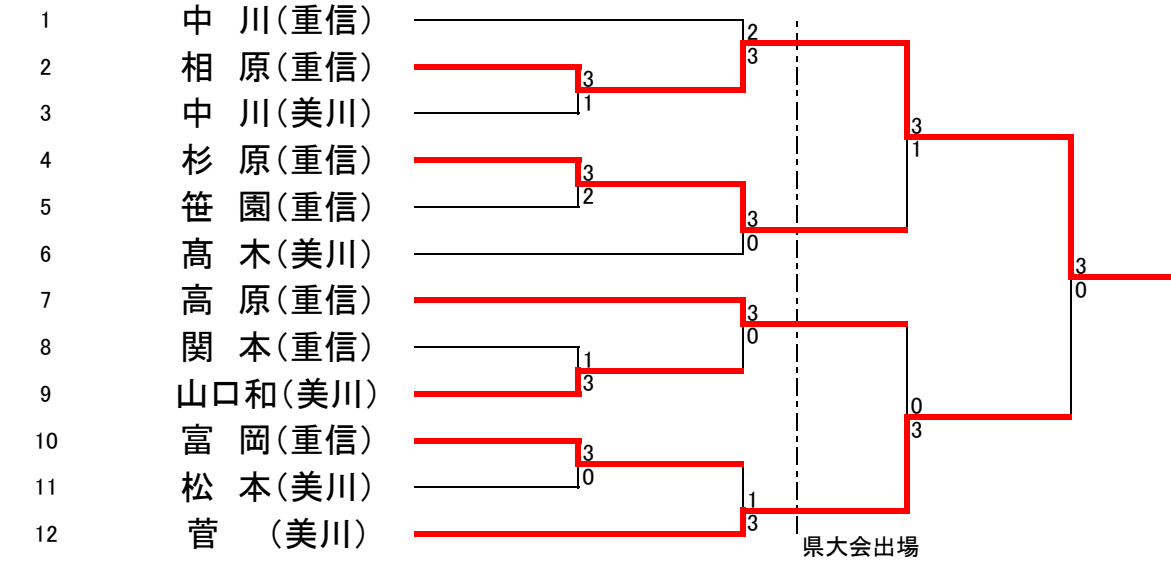 1 中 川(重信)
2
3
2 相 原(重信)
3
1
3 中 川(美川)
3
1
4 杉 原(重信)
3
2
5 笹 園(重信)
3
0
6 髙 木(美川)
3
0
7 高 原(重信)
3
0
8 関 本(重信)
1
3
9 山口和(美川)
0
3
10 富 岡(重信)
3
0
11 松 本(美川)
1
3
12 菅 (美川)
県大会出場